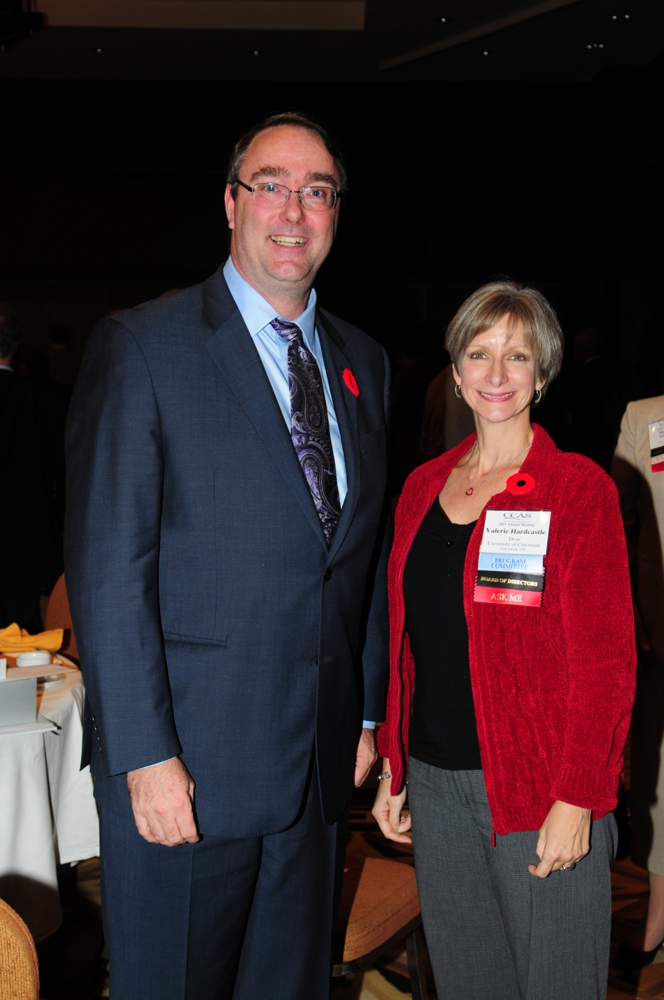 CCAS
2011 Annual Meeting
Valerie Hardcastle
Dean
University of Cincinnati
Cincinnati, OH
PROGRAM
COMMITTEE
BOARD OF DIRECTORS
ASK ME